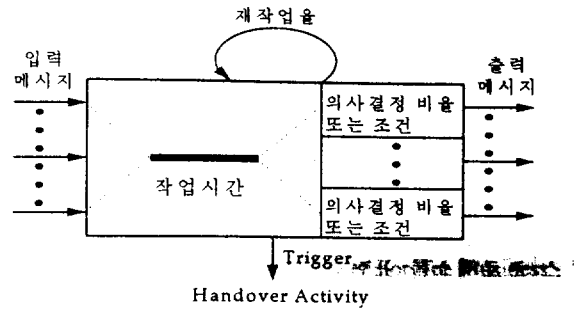 재작업율
입력
메시지
출력
메시지
의사결정 비율
또는 조건
작업시간
의사결정 비율
또는 조건
Trigger
Handover Activity